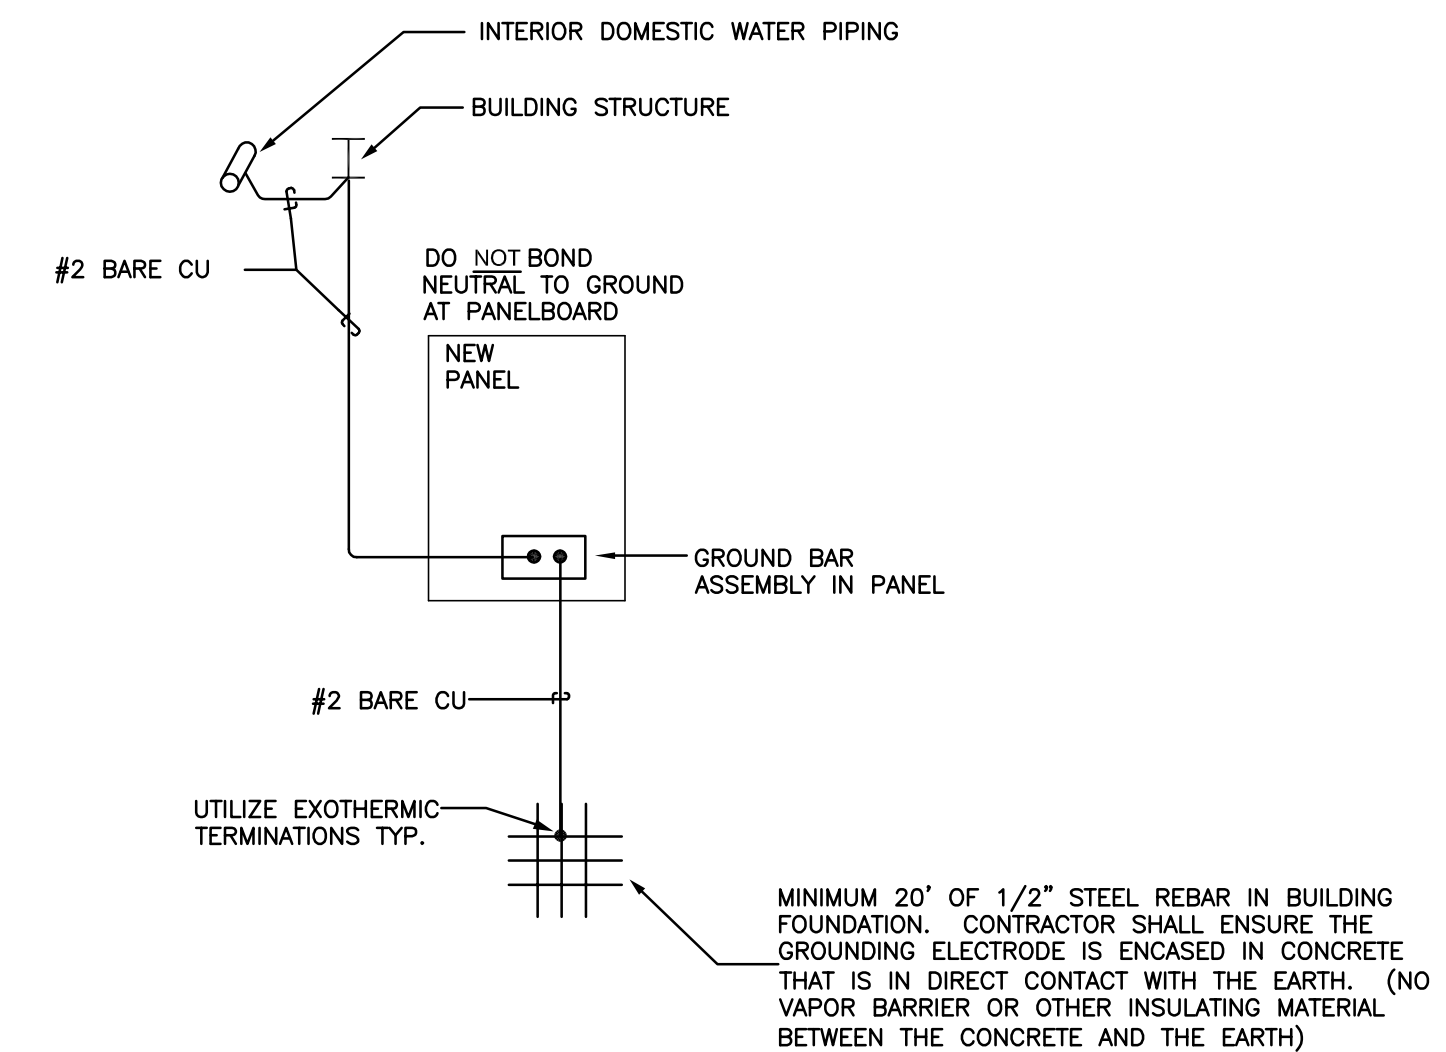 INTERIOR DOMESTIC WATER PIPING
BUILDING STRUCTURE
#2 BARE CU
DO NOT BOND
NEUTRAL TO GROUND
AT PANELBOARD
NEW
PANEL
GROUND BAR
ASSEMBLY IN PANEL
#2 BARE CU
UTILIZE EXOTHERMIC
TERMINATIONS TYP.
MINIMUM 20' OF 1/2" STEEL REBAR IN BUILDING
FOUNDATION. CONTRACTOR SHALL ENSURE THE
GROUNDING ELECTRODE IS ENCASED IN CONCRETE
THAT IS IN DIRECT CONTACT WITH THE EARTH. (NO
VAPOR BARRIER OR OTHER INSULATING MATERIAL
BETWEEN THE CONCRETE AND THE EARTH)